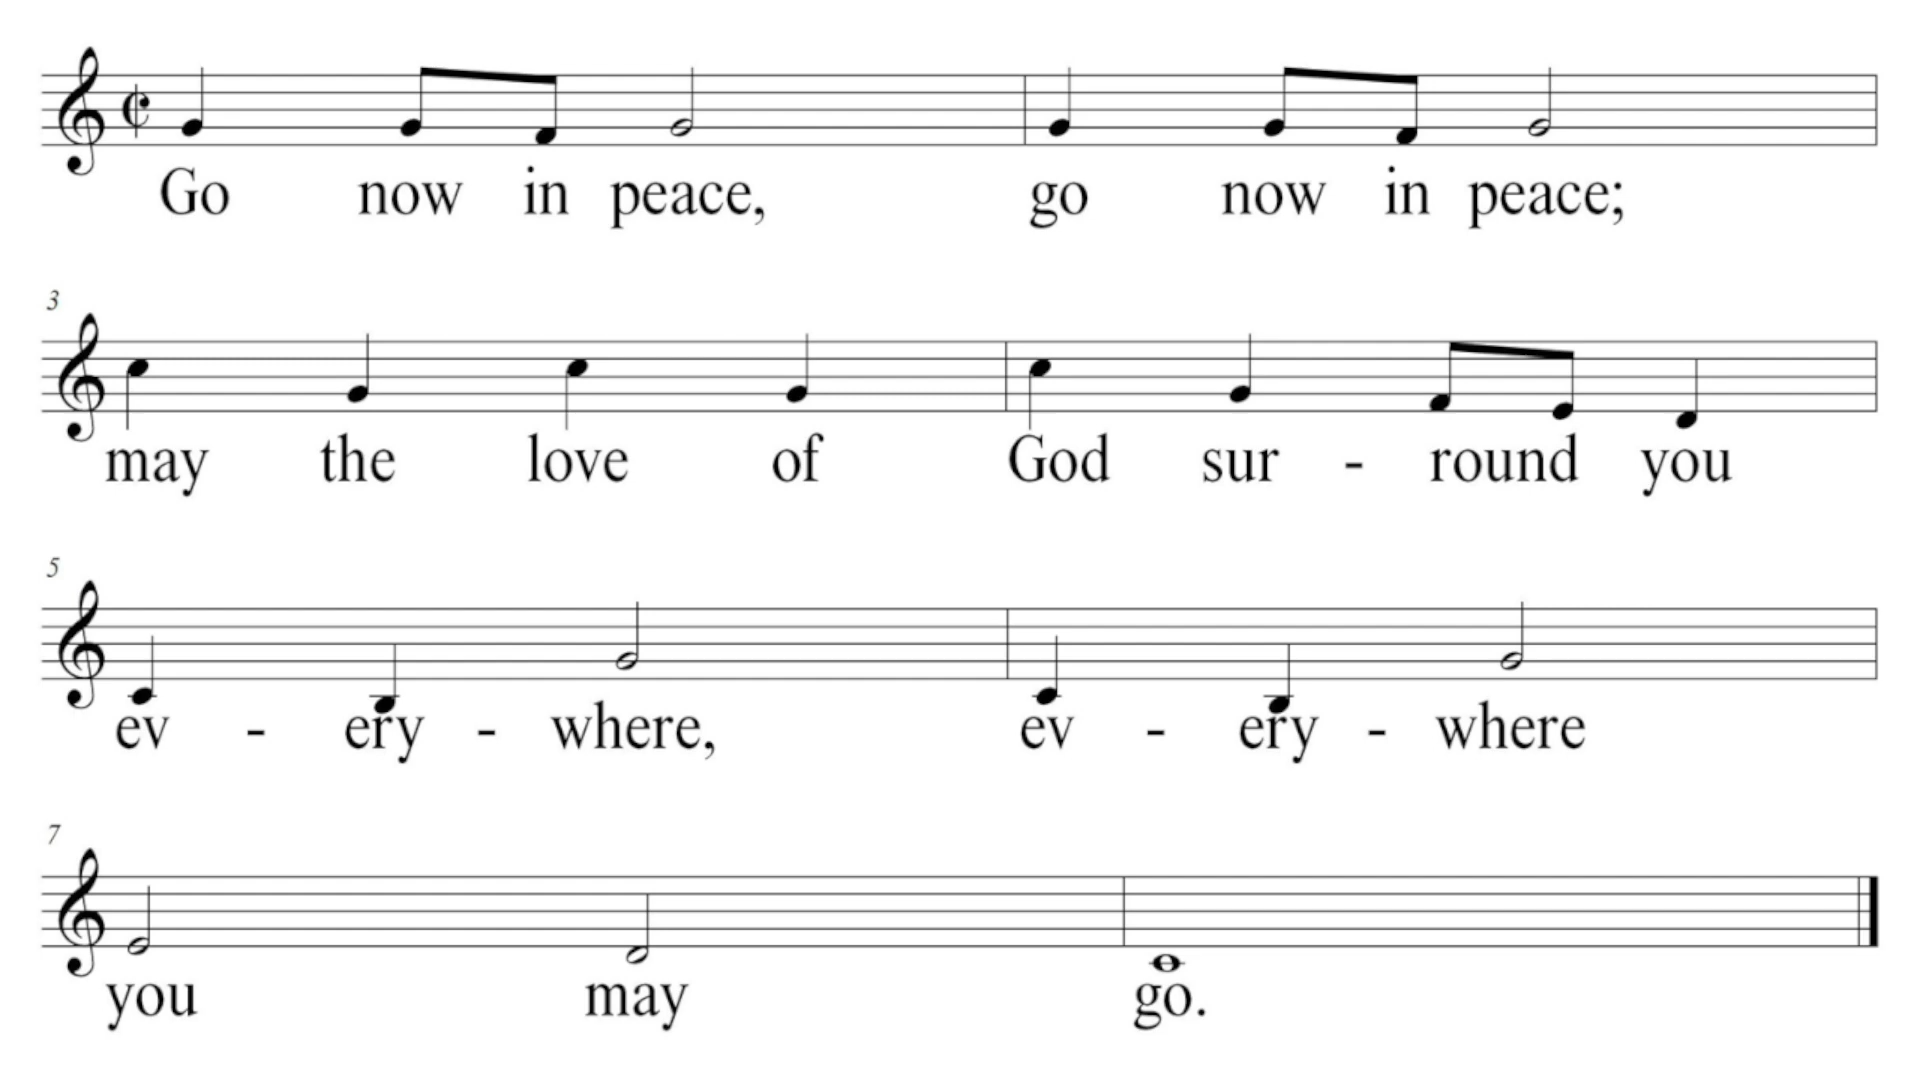 Go now in peace, go now in peace;
3
may the love of God sur - round you
5
ev - ery - where, ev - ery - where
7
you may go.